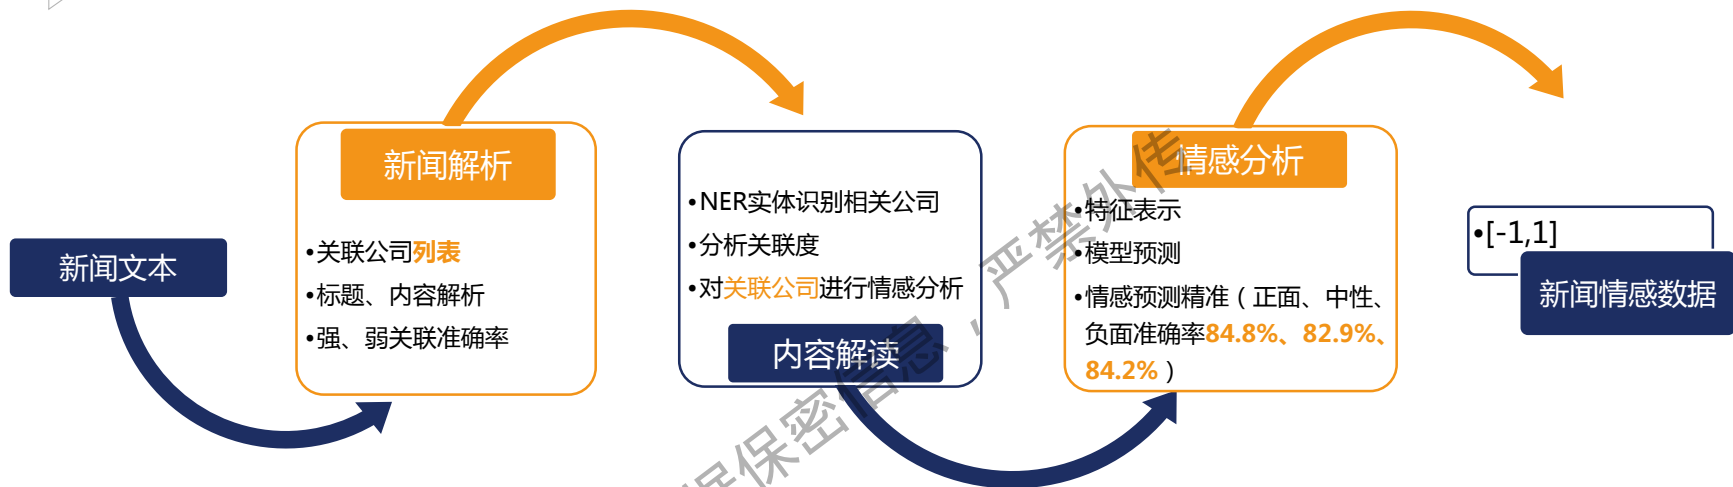 新闻文本
新闻解析
•关联公司列表
•标题、内容解析
•强、弱关联准确率
•NER实体识别相关公司
•分析关联度
•对关联公司进行情感分析
内容解读
情感分析
•特征表示
•模型预测
•情感预测精准（正面、中性、
负面准确率84.8%、82.9%、
84.2%）
•[-1,1]
新闻情感数据
据保密信息，严禁外传